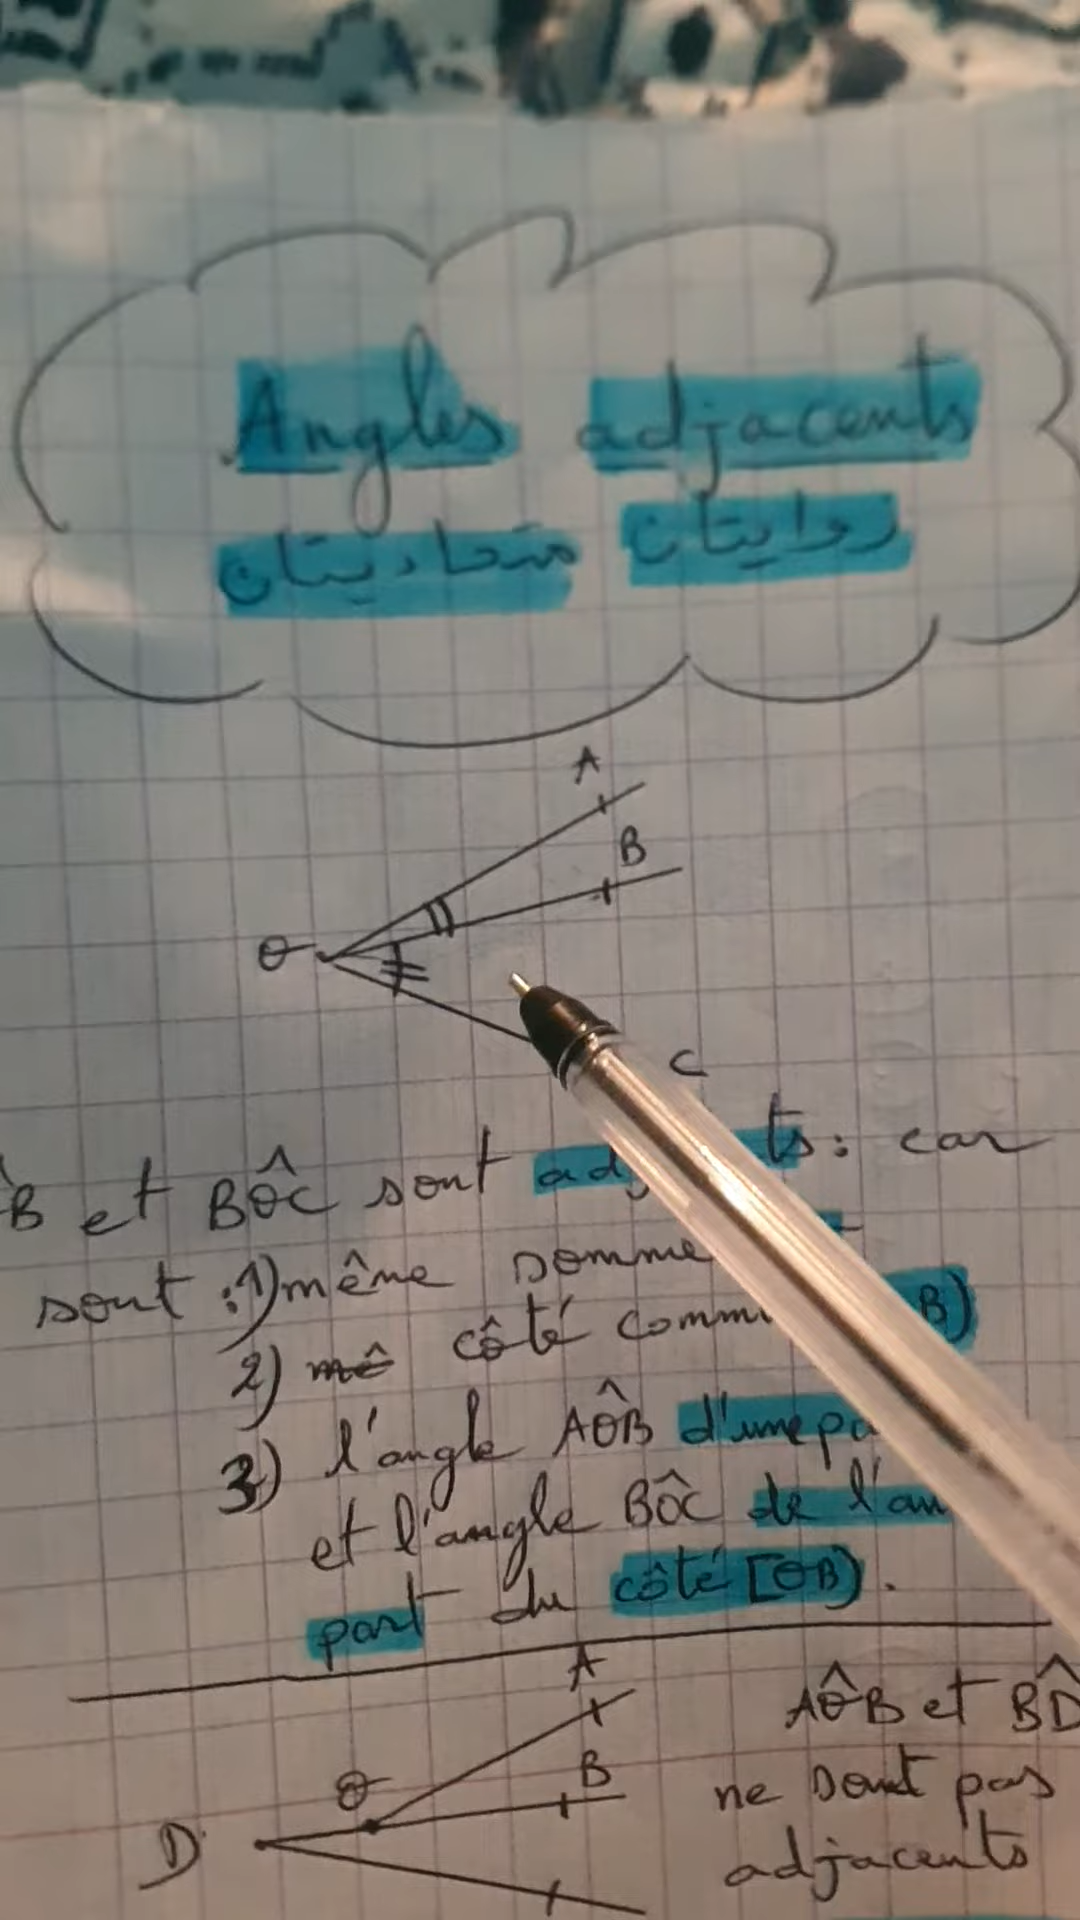 Angles adjacents
زوايتان متحاديتان
A
B
O
C
B et BÔC sont ad ts : car
sont : 1) même somme
2) mê côté comm B)
3) l'angle AÔB d'une pa
et l'angle BÔC de l'au
part du côté [OB).
A
AÔB et BD
O
B
ne sont pas
D
adjacents